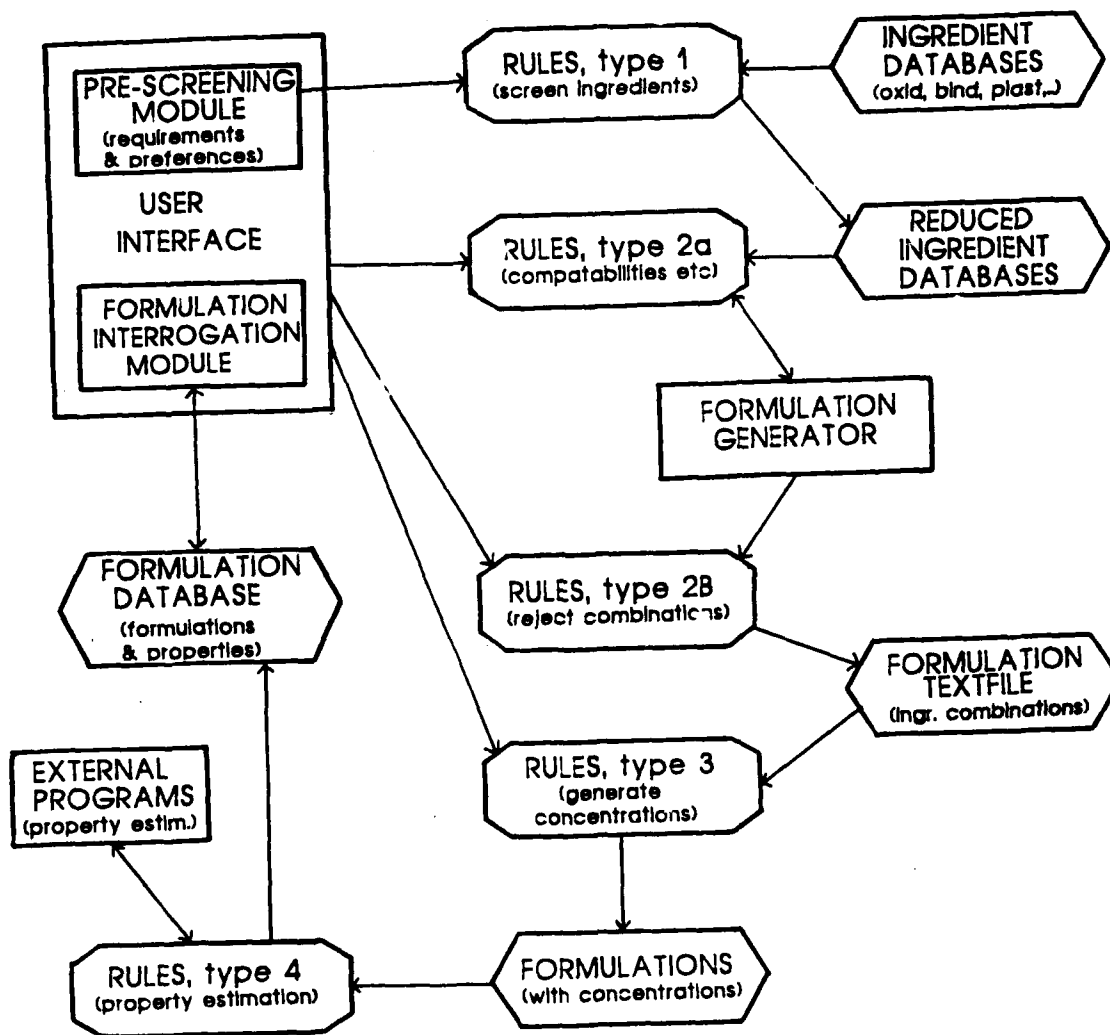 PRE-SCREENING
MODULE
(requirements
& preferences)
USER
INTERFACE
FORMULATION
INTERROGATION
MODULE
RULES, type 1
(screen ingredients)
INGREDIENT
DATABASES
(oxid, bind, plast,..)
RULES, type 2a
(compatabilities etc)
REDUCED
INGREDIENT
DATABASES
FORMULATION
GENERATOR
FORMULATION
DATABASE
(formulations
& properties)
RULES, type 2B
(reject combinations)
FORMULATION
TEXTFILE
(ingr. combinations)
EXTERNAL
PROGRAMS
(property estim.)
RULES, type 3
(generate
concentrations)
RULES, type 4
(property estimation)
FORMULATIONS
(with concentrations)